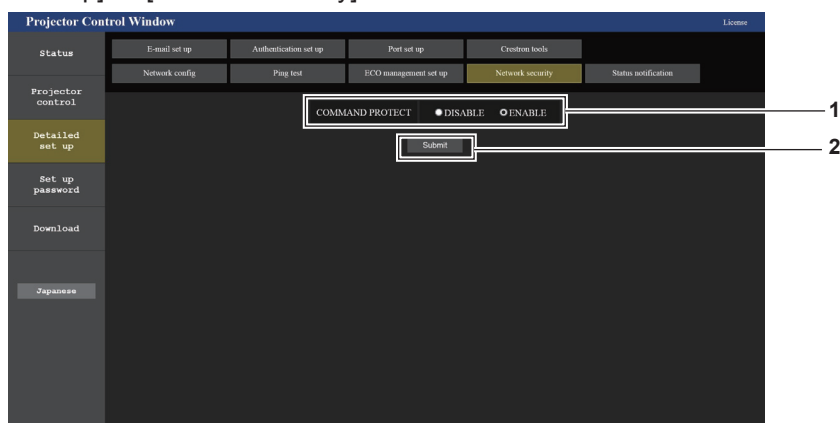 Projector Control Window
License
Status
Projector
control
Detailed
set up
Set up
password
Download
Japanese
E-mail set up
Authentication set up
Port set up
Crestron tools
Network config
Ping test
ECO management set up
Network security
Status notification
COMMAND PROTECT DISABLE ENABLE
1
Submit
2